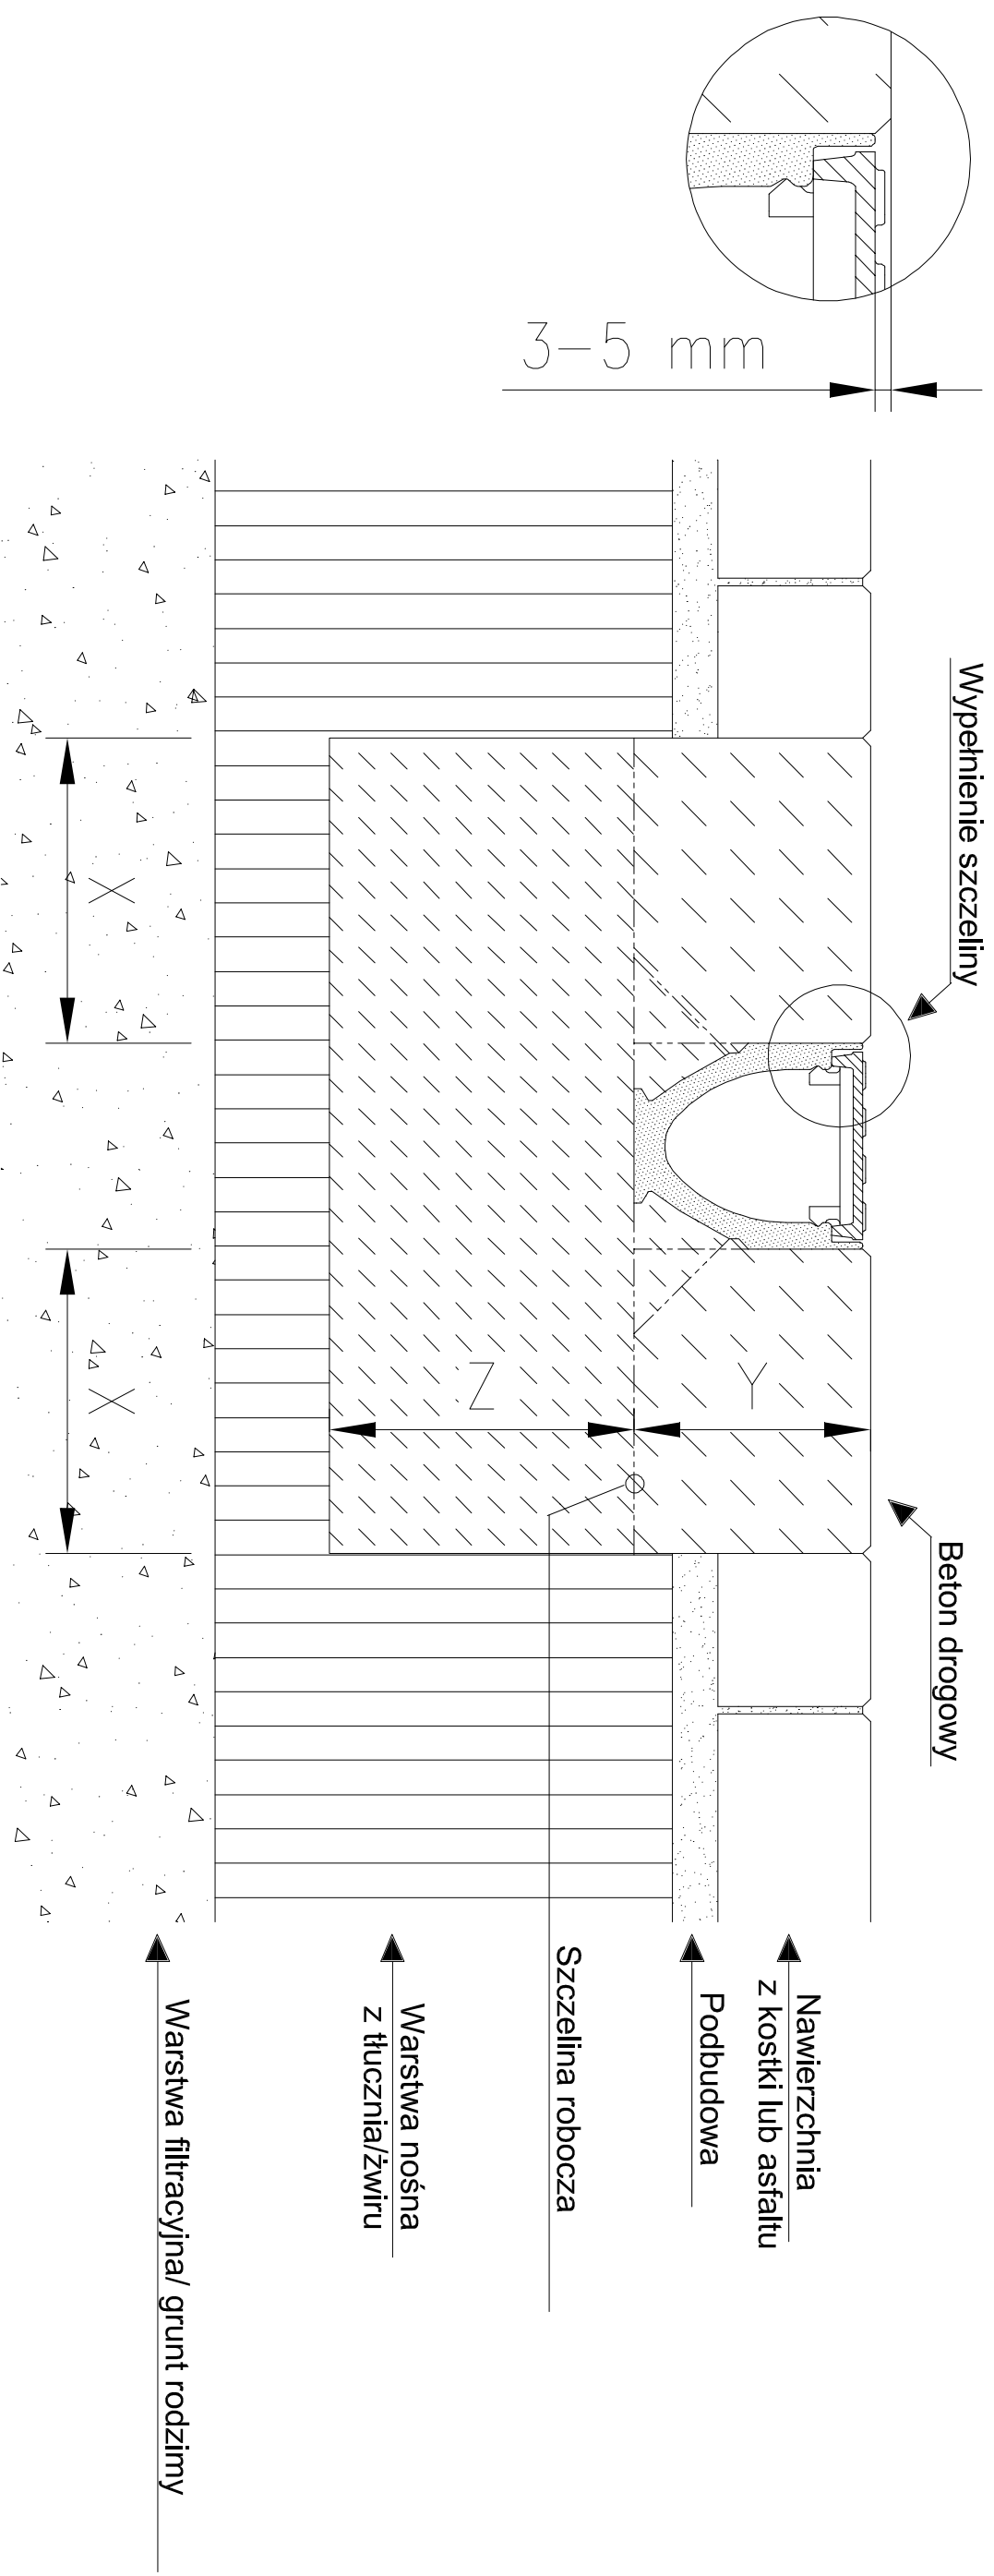 3-5 mm
Wypełnienie szczeliny
Beton drogowy
X
X
Z
Y
Nawierzchnia
z kostki lub asfaltu
Podbudowa
Szczelina robocza
Warstwa nośna
z tłucznia/żwiru
Warstwa filtracyjna/ grunt rodzimy